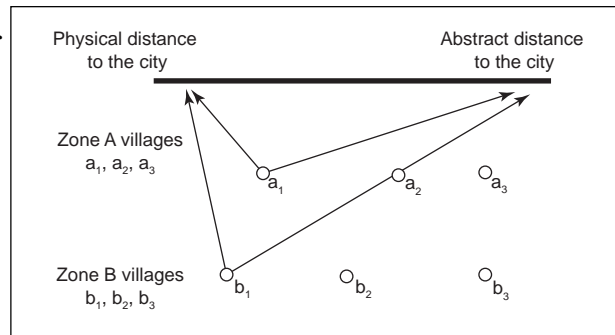 Physical distance
to the city
Abstract distance
to the city
Zone A villages
a₁, a₂, a₃
a₁
a₂
a₃
Zone B villages
b₁, b₂, b₃
b₁
b₂
b₃